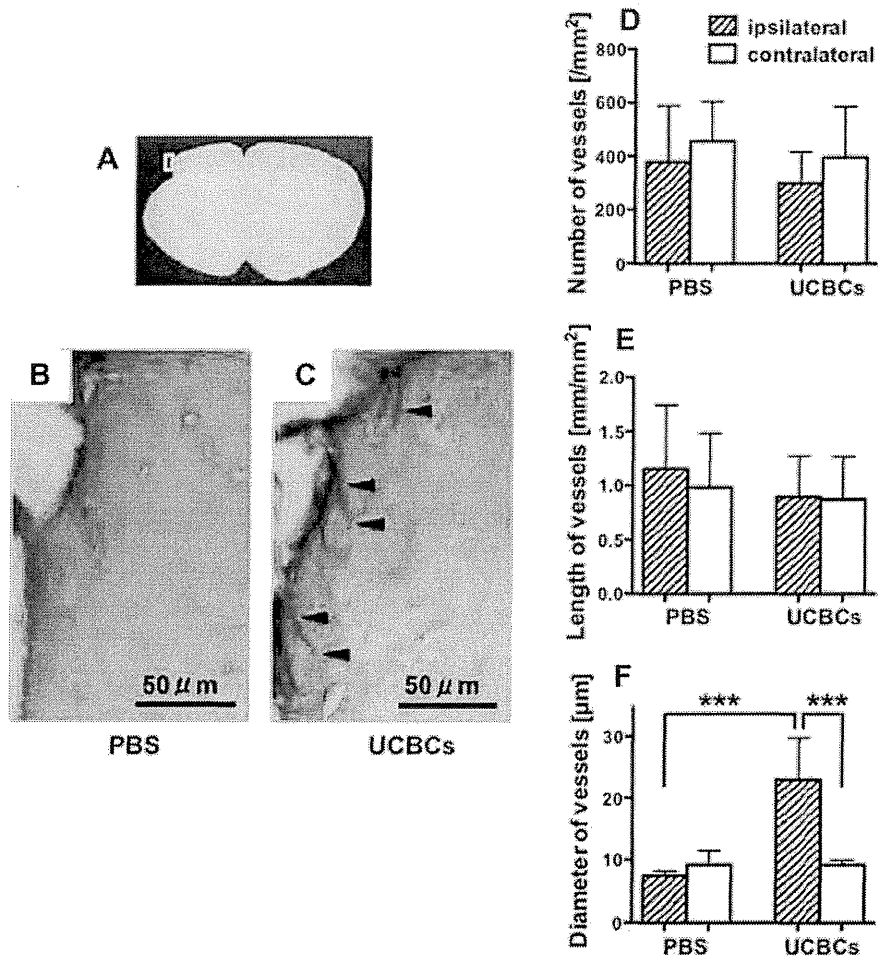 A
B
50 μm
PBS
C
50 μm
UCBCs
D
ipsilateral
contralateral
Number of vessels [/mm²]
800
600
400
200
0
PBS UCBCs
E
Length of vessels [mm/mm²]
2.0
1.5
1.0
0.5
0.0
PBS UCBCs
F
Diameter of vessels [μm]
30
20
10
0
*** ***
PBS UCBCs